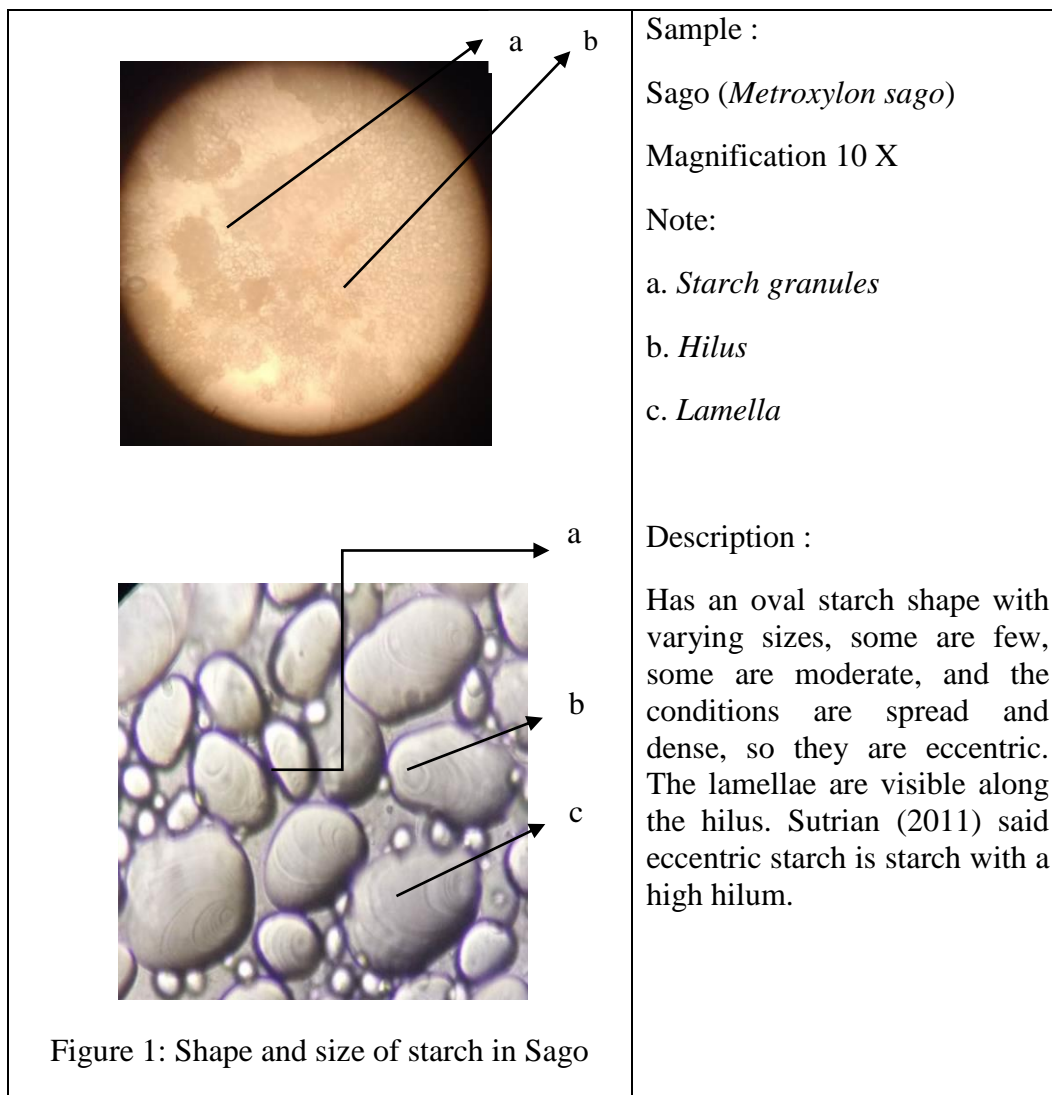 a
b
a
b
c
Figure 1: Shape and size of starch in Sago
Sample :
Sago (Metroxylon sago)
Magnification 10 X
Note:
a. Starch granules
b. Hilus
c. Lamella
Description :
Has an oval starch shape with
varying sizes, some are few,
some are moderate, and the
conditions are spread and
dense, so they are eccentric.
The lamellae are visible along
the hilus. Sutrian (2011) said
eccentric starch is starch with a
high hilum.